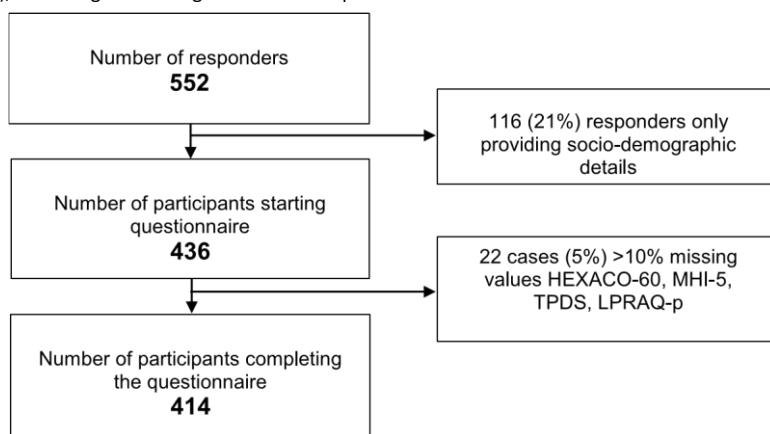 Number of responders
552
116 (21%) responders only
providing socio-demographic
details
Number of participants starting
questionnaire
436
22 cases (5%) >10% missing
values HEXACO-60, MHI-5,
TPDS, LPRAQ-p
Number of participants completing
the questionnaire
414